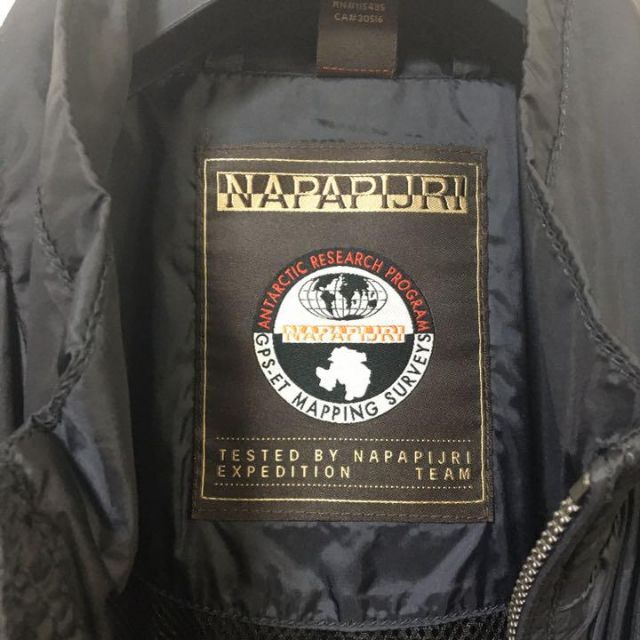 RN#115495
CA#30516
NAPAPIJRI
ANTARCTIC RESEARCH PROGRAM
NAPAPIJRI
GPS-ET MAPPING SURVEYS
TESTED BY NAPAPIJRI
EXPEDITION TEAM